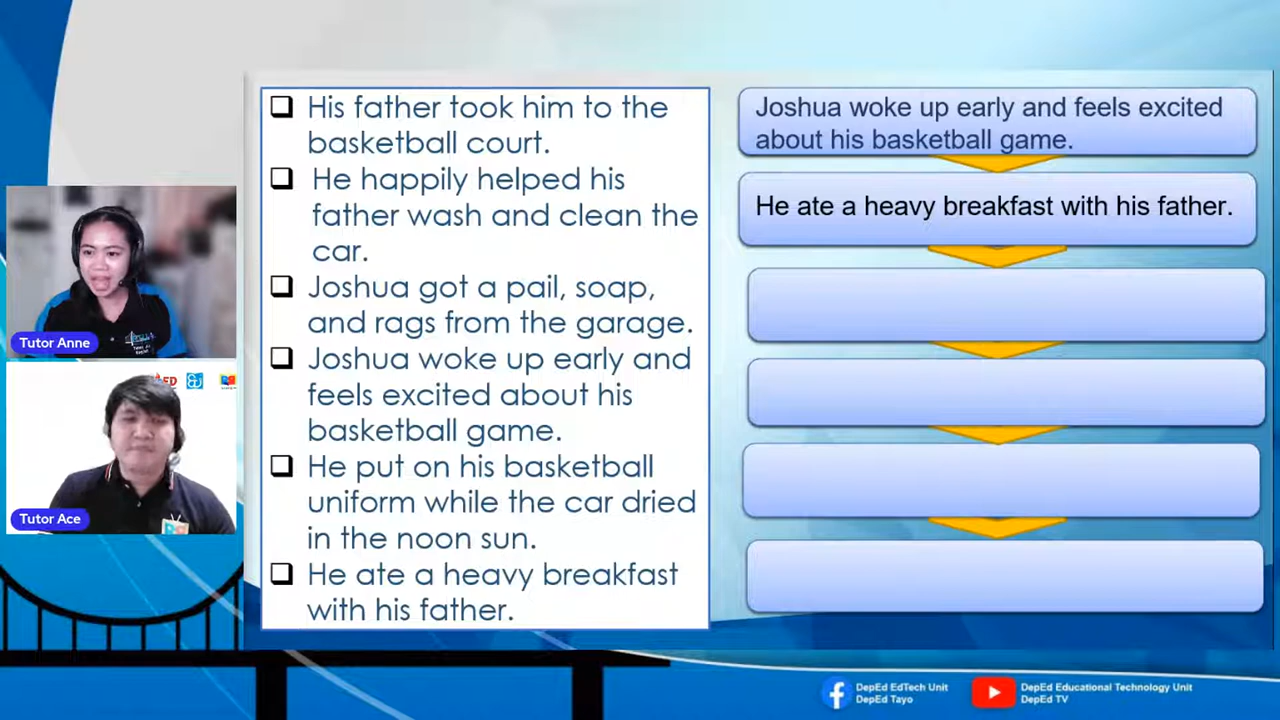 His father took him to the
basketball court.
He happily helped his
father wash and clean the
car.
Joshua got a pail, soap,
and rags from the garage.
Joshua woke up early and
feels excited about his
basketball game.
He put on his basketball
uniform while the car dried
in the noon sun.
He ate a heavy breakfast
with his father.
Joshua woke up early and feels excited
about his basketball game.
He ate a heavy breakfast with his father.
Tutor Anne
Tutor Ace
DepEd EdTech Unit
DepEd Tayo
DepEd Educational Technology Unit
DepEd TV